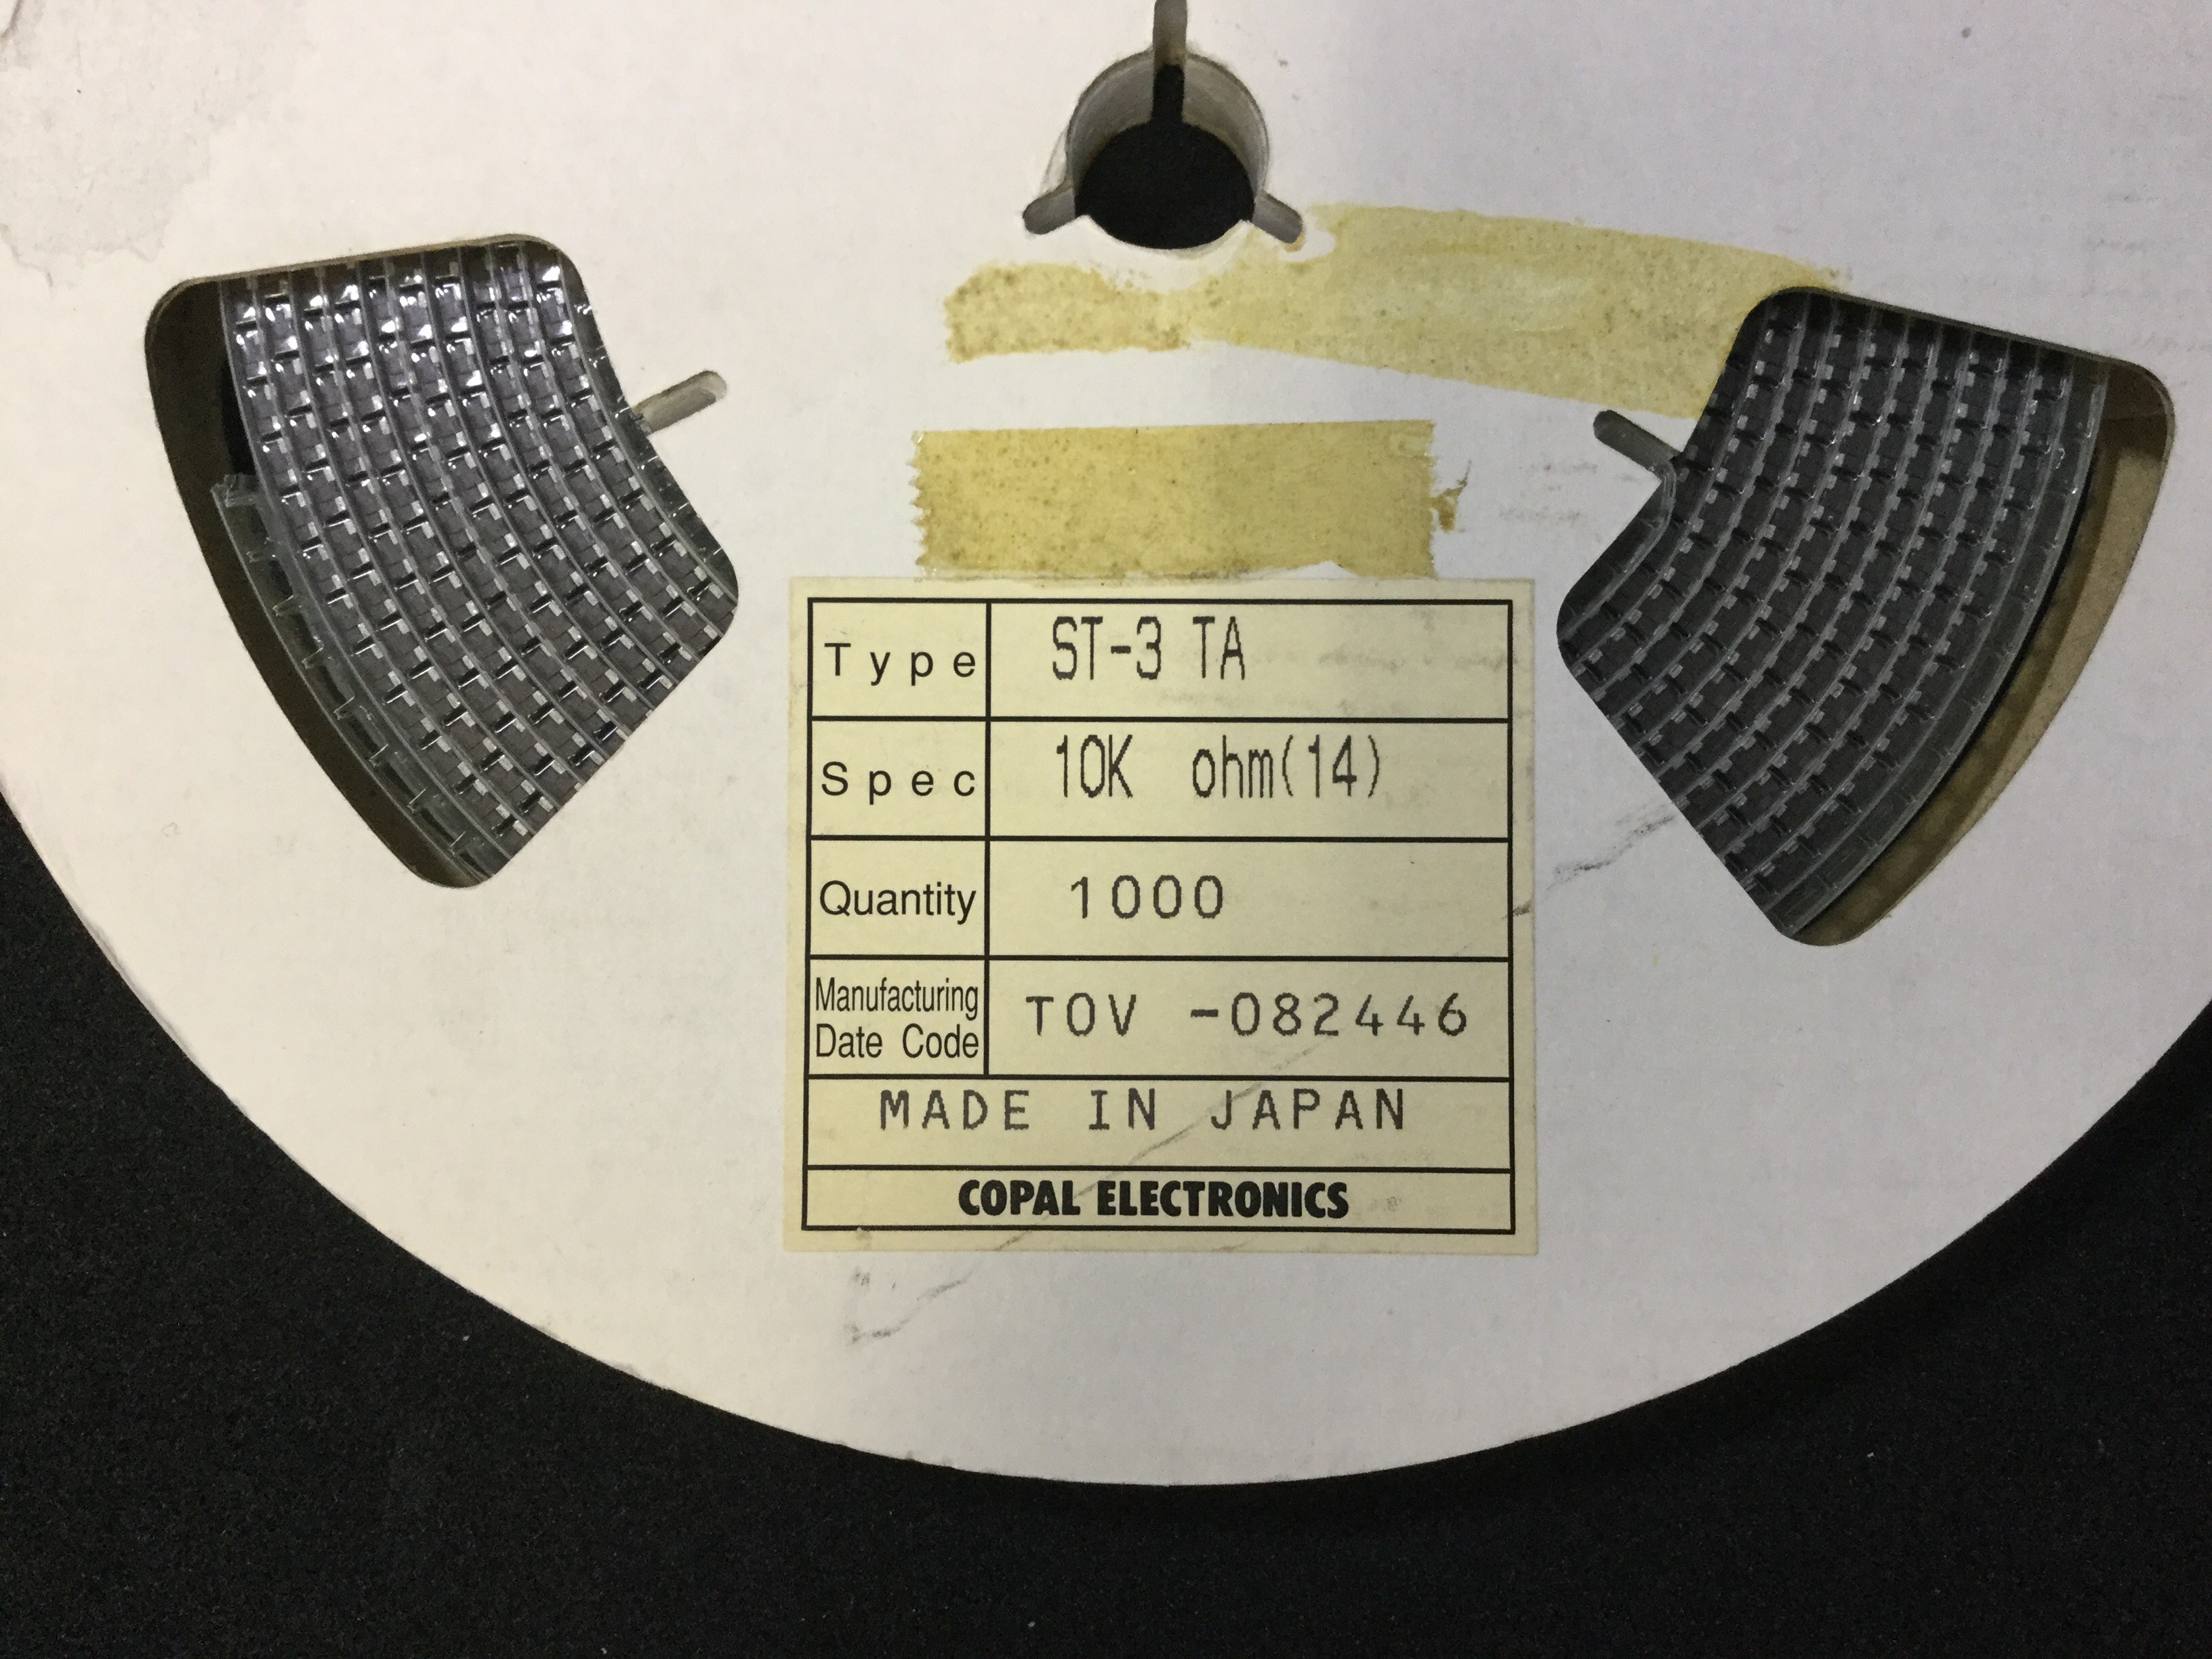 Type ST-3 TA
Spec 10K ohm(14)
Quantity 1000
Manufacturing
Date Code TOV -082446
MADE IN JAPAN
COPAL ELECTRONICS